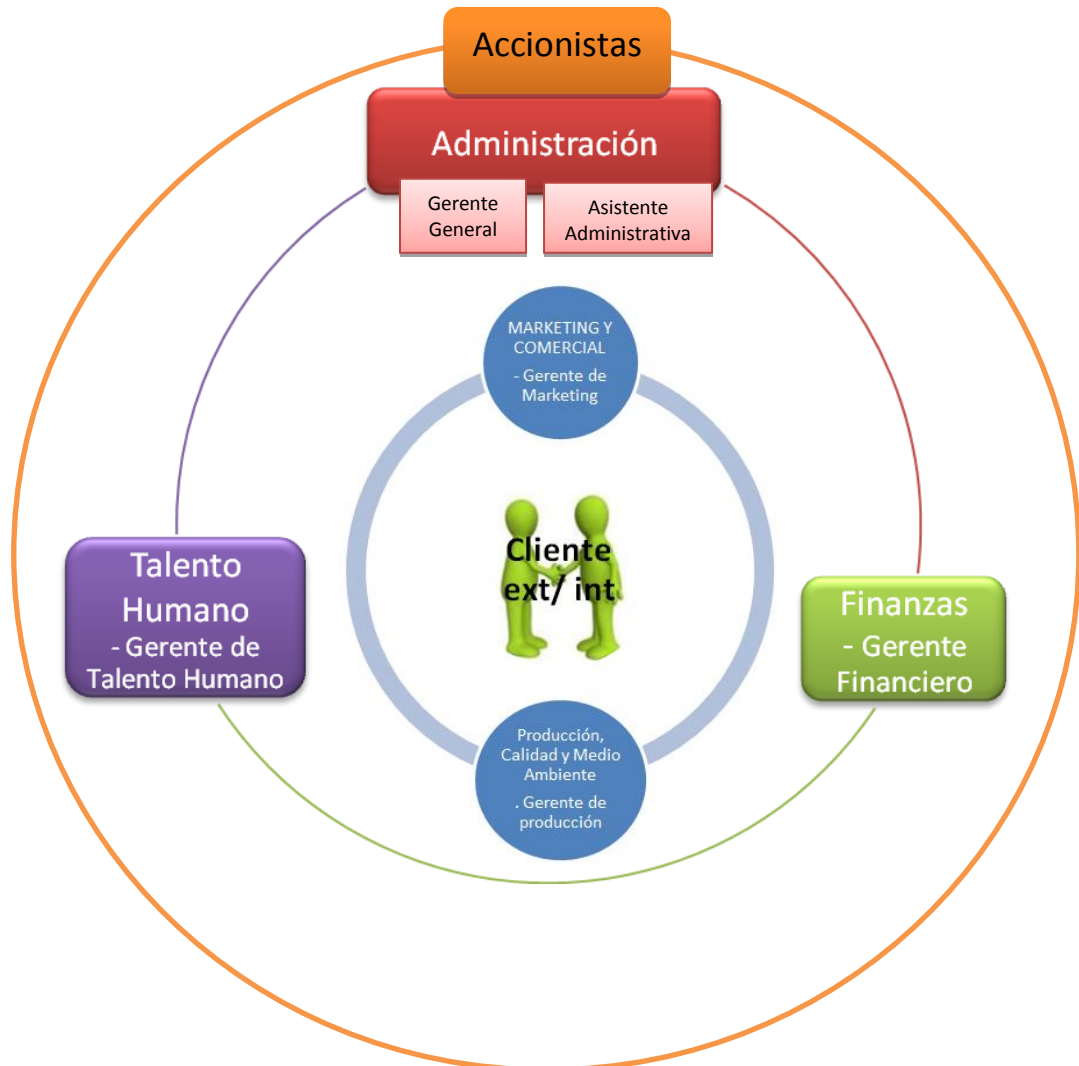 Accionistas
Administración
Gerente
General
Asistente
Administrativa
MARKETING Y
COMERCIAL
- Gerente de
Marketing
Cliente
ext/ int
Talento
Humano
- Gerente de
Talento Humano
Finanzas
- Gerente
Financiero
Producción,
Calidad y Medio
Ambiente
. Gerente de
producción